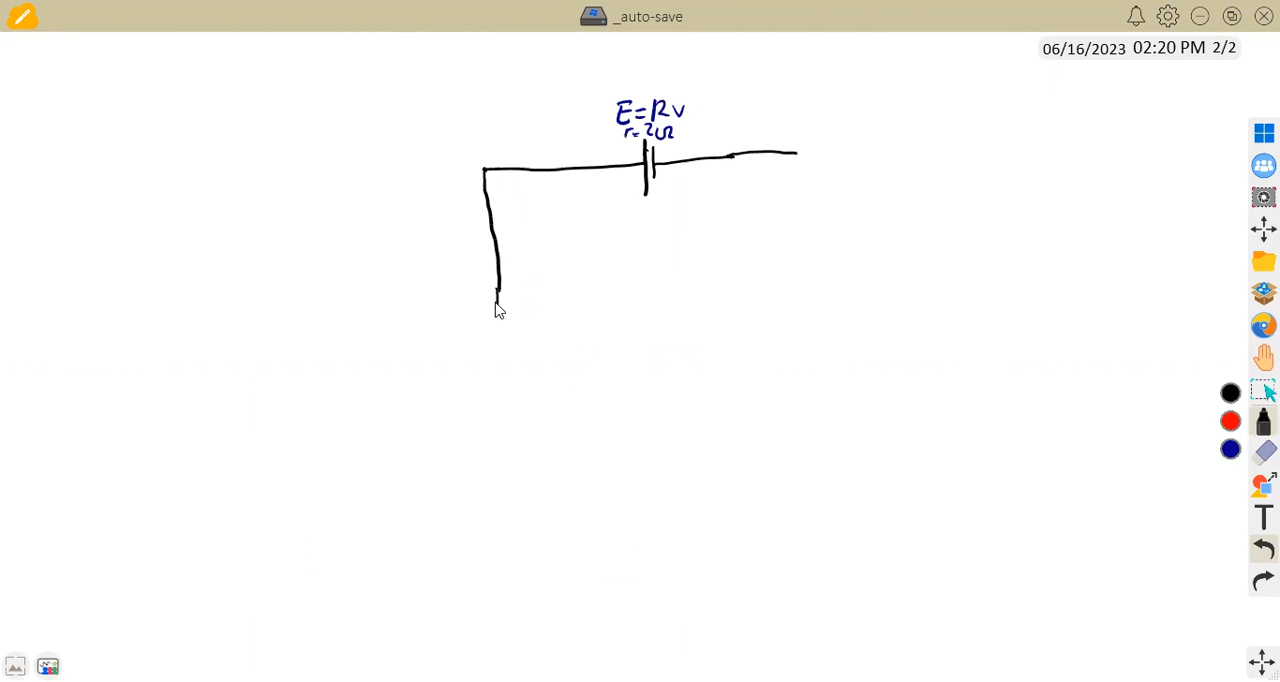 _auto-save
06/16/2023 02:20 PM 2/2
E=12v
r=2Ω
T